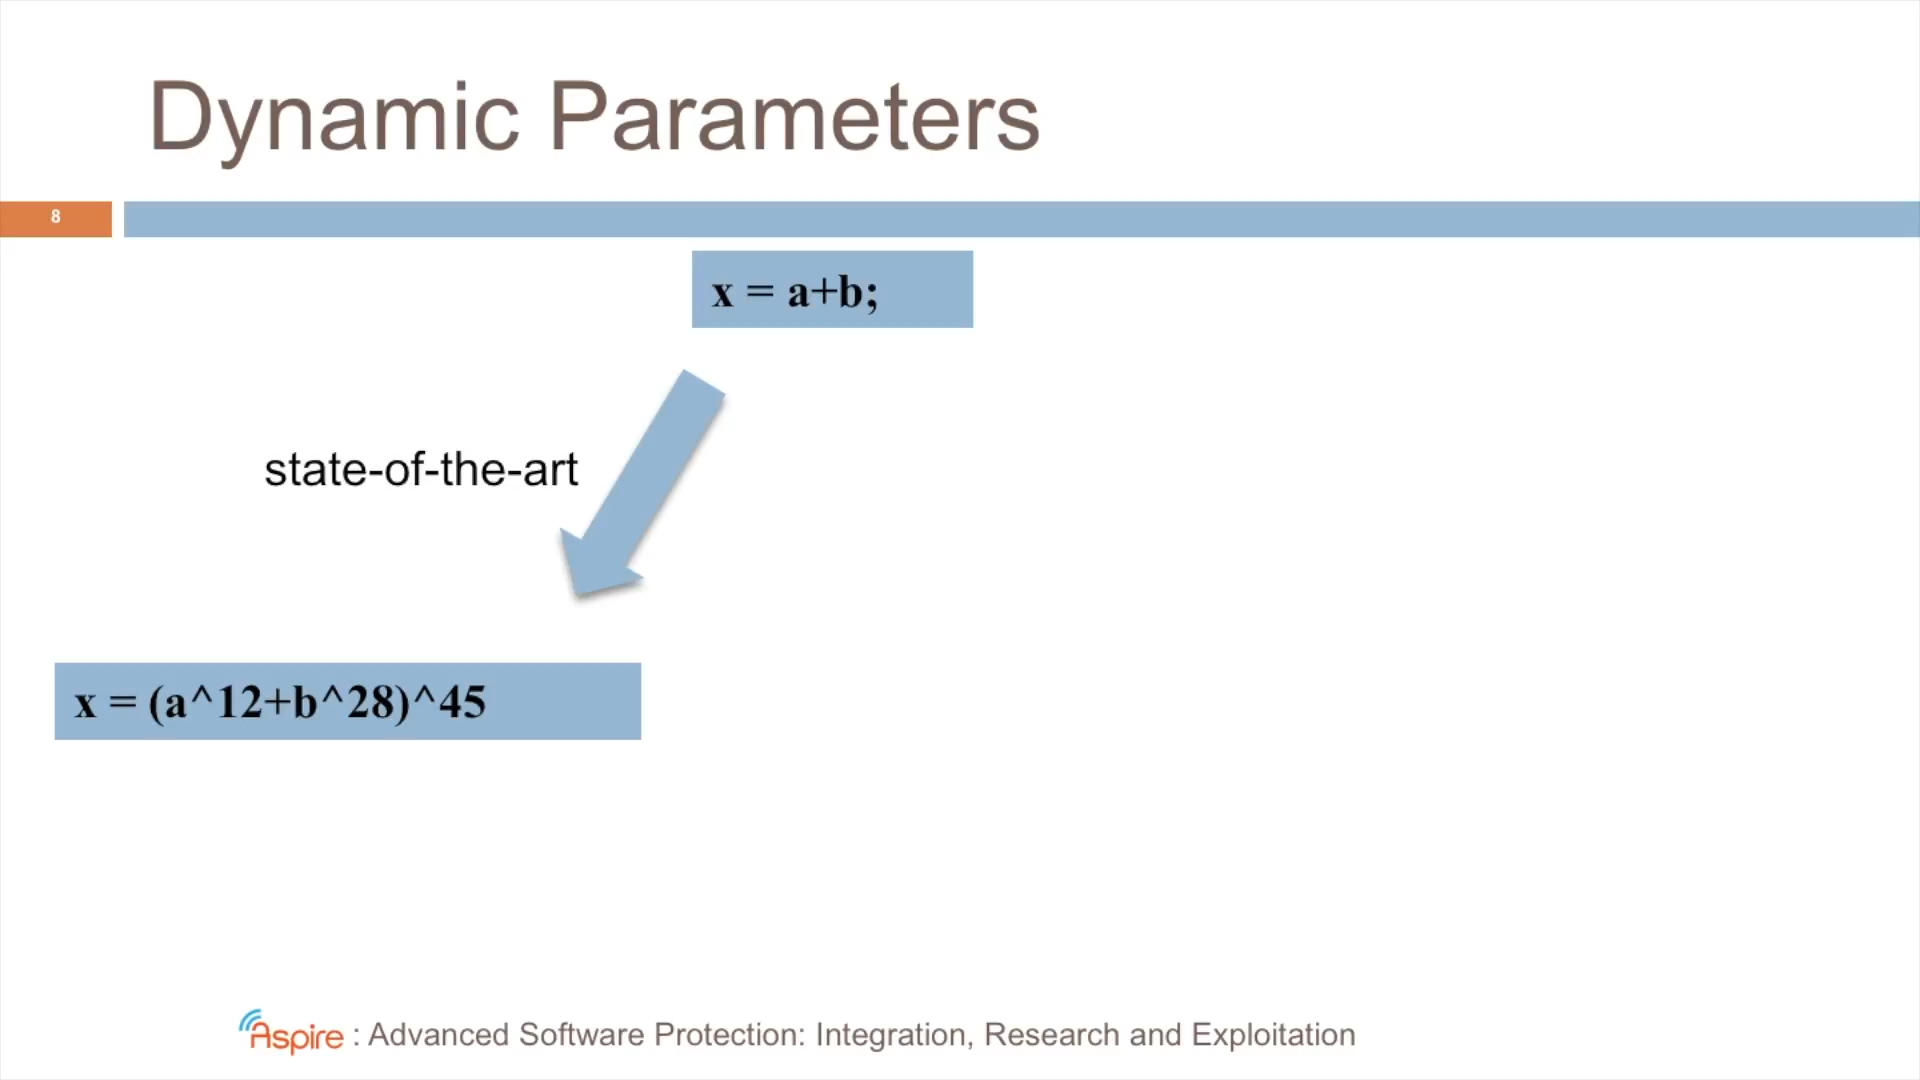 Dynamic Parameters
8
x = a+b;
state-of-the-art
x = (a^12+b^28)^45
Aspire : Advanced Software Protection: Integration, Research and Exploitation